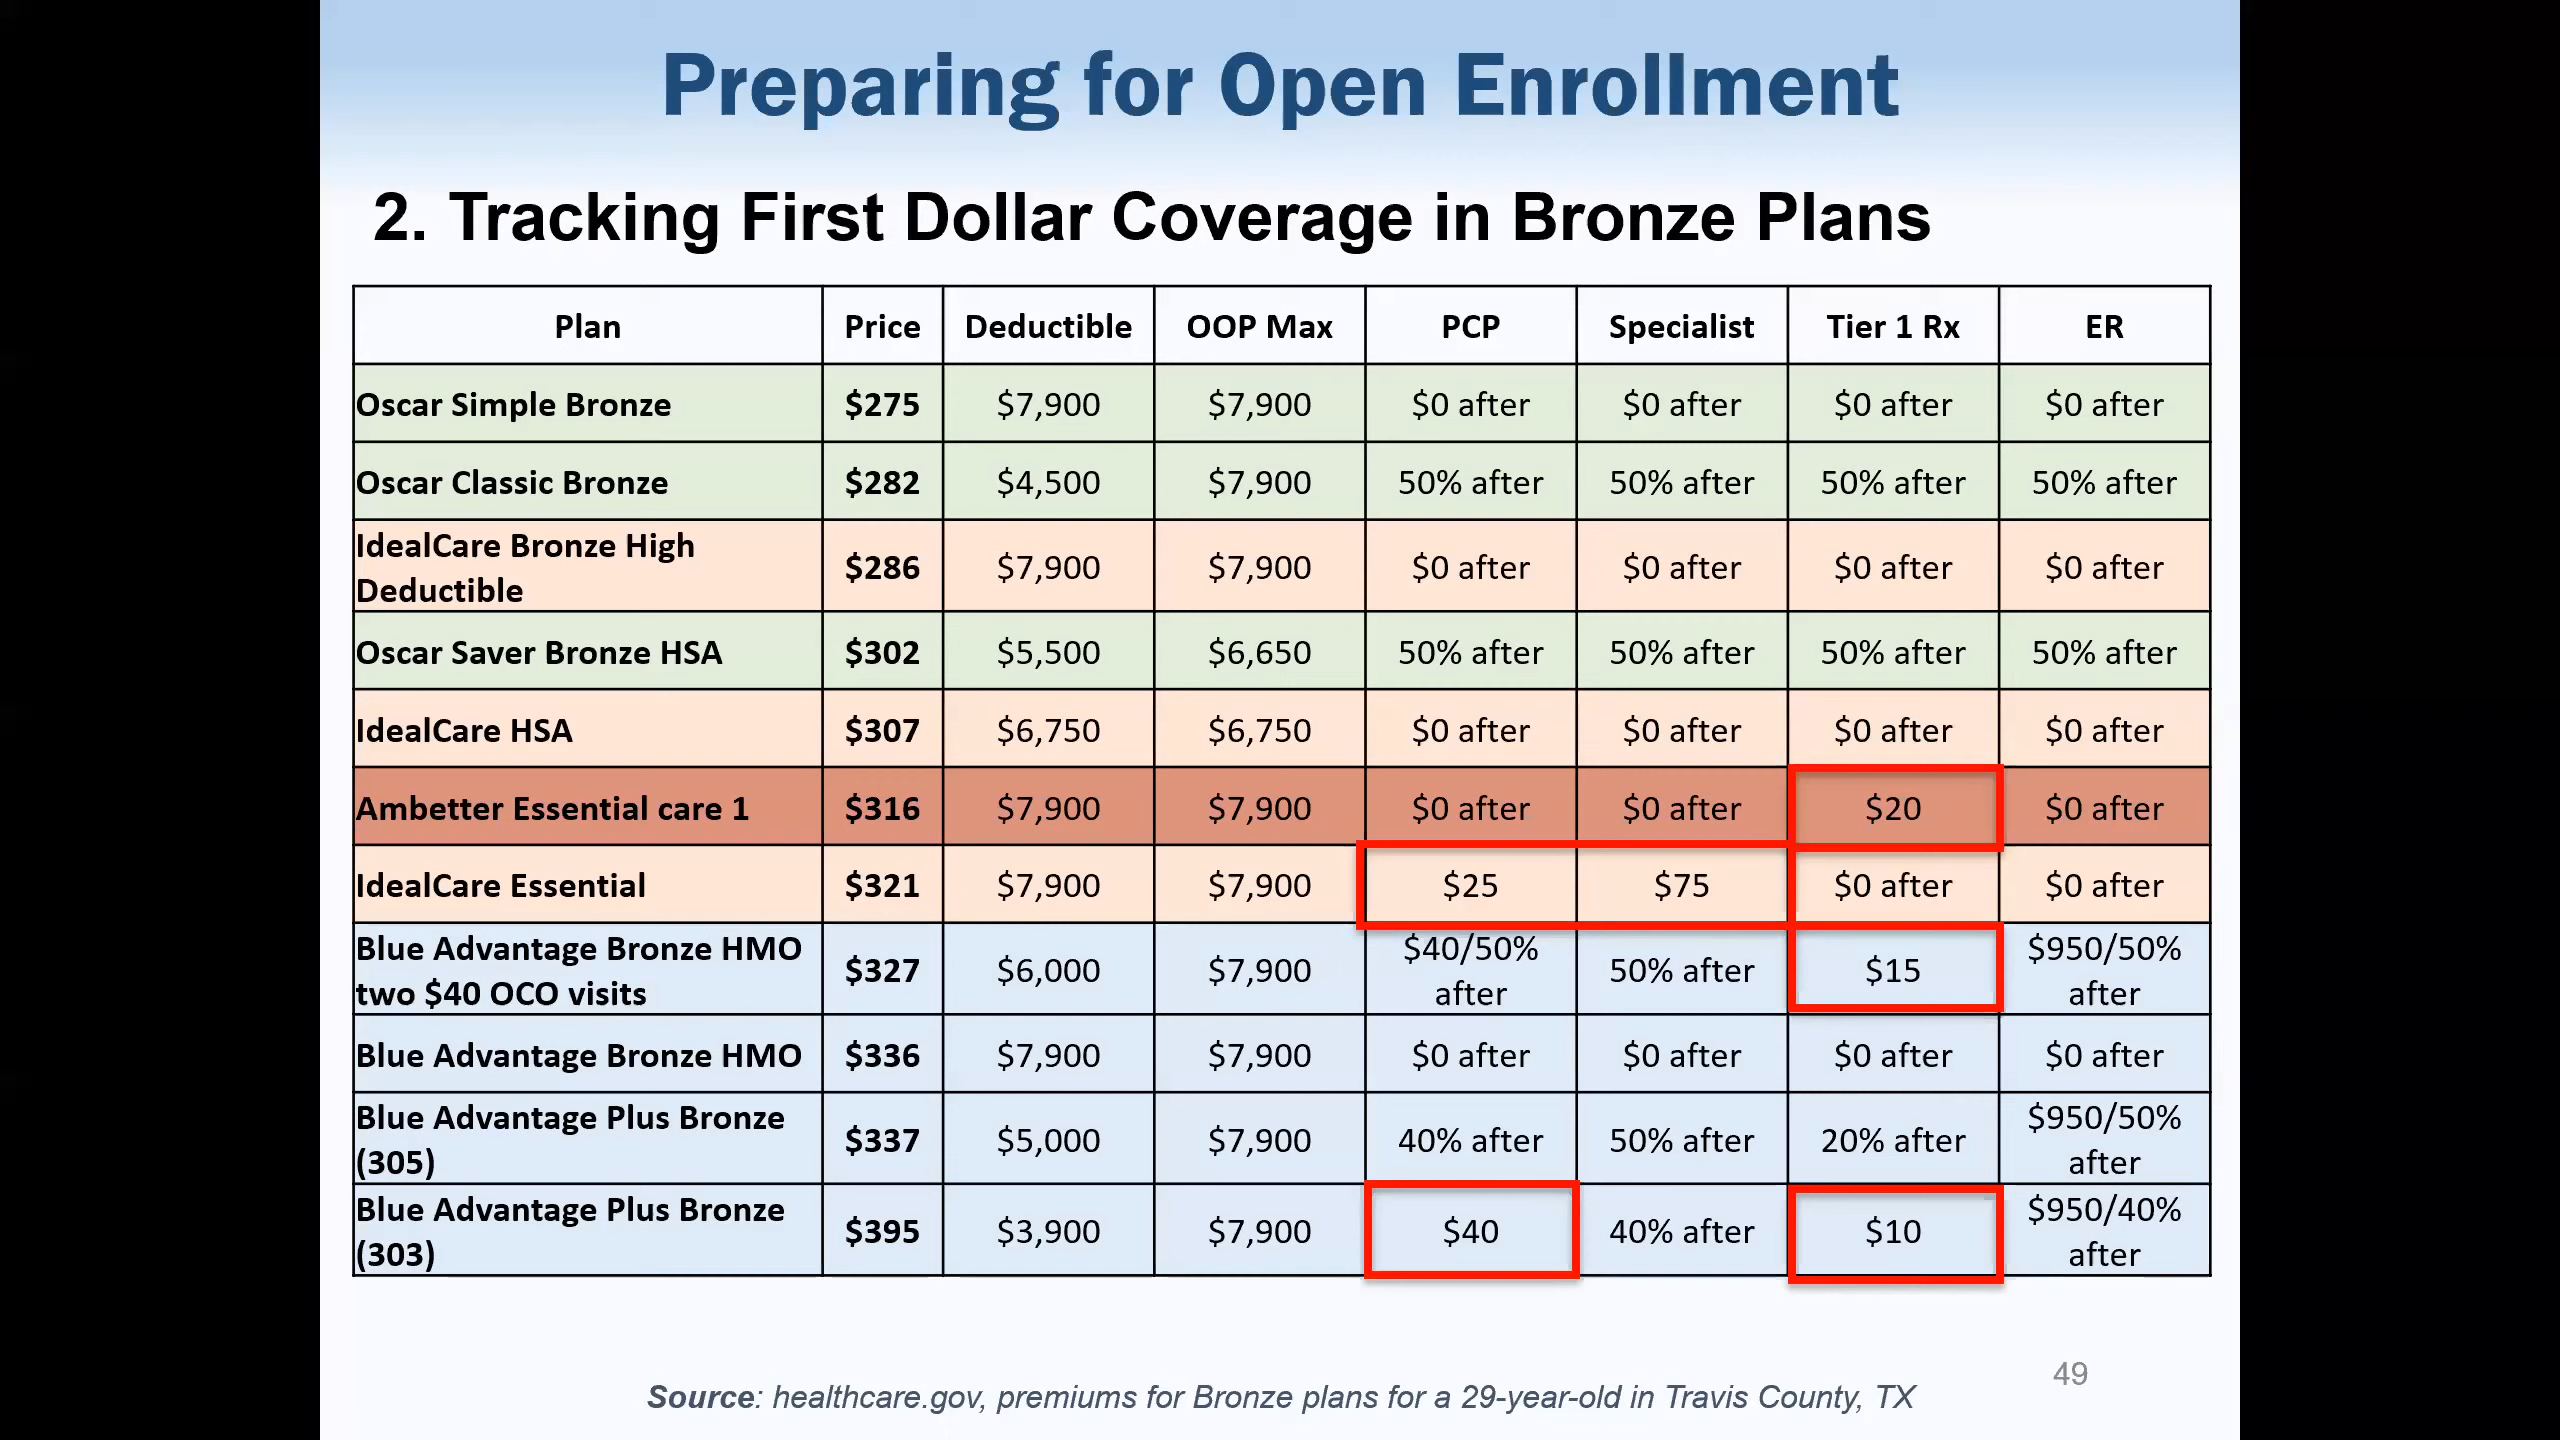 Preparing for Open Enrollment
2. Tracking First Dollar Coverage in Bronze Plans
Plan Price Deductible OOP Max PCP Specialist Tier 1 Rx ER
Oscar Simple Bronze $275 $7,900 $7,900 $0 after $0 after $0 after $0 after
Oscar Classic Bronze $282 $4,500 $7,900 50% after 50% after 50% after 50% after
IdealCare Bronze High
Deductible $286 $7,900 $7,900 $0 after $0 after $0 after $0 after
Oscar Saver Bronze HSA $302 $5,500 $6,650 50% after 50% after 50% after 50% after
IdealCare HSA $307 $6,750 $6,750 $0 after $0 after $0 after $0 after
Ambetter Essential care 1 $316 $7,900 $7,900 $0 after $0 after $20 $0 after
IdealCare Essential $321 $7,900 $7,900 $25 $75 $0 after $0 after
Blue Advantage Bronze HMO
two $40 OCO visits $327 $6,000 $7,900 $40/50%
after 50% after $15 $950/50%
after
Blue Advantage Bronze HMO $336 $7,900 $7,900 $0 after $0 after $0 after $0 after
Blue Advantage Plus Bronze
(305) $337 $5,000 $7,900 40% after 50% after 20% after $950/50%
after
Blue Advantage Plus Bronze
(303) $395 $3,900 $7,900 $40 40% after $10 $950/40%
after
49
Source: healthcare.gov, premiums for Bronze plans for a 29-year-old in Travis County, TX